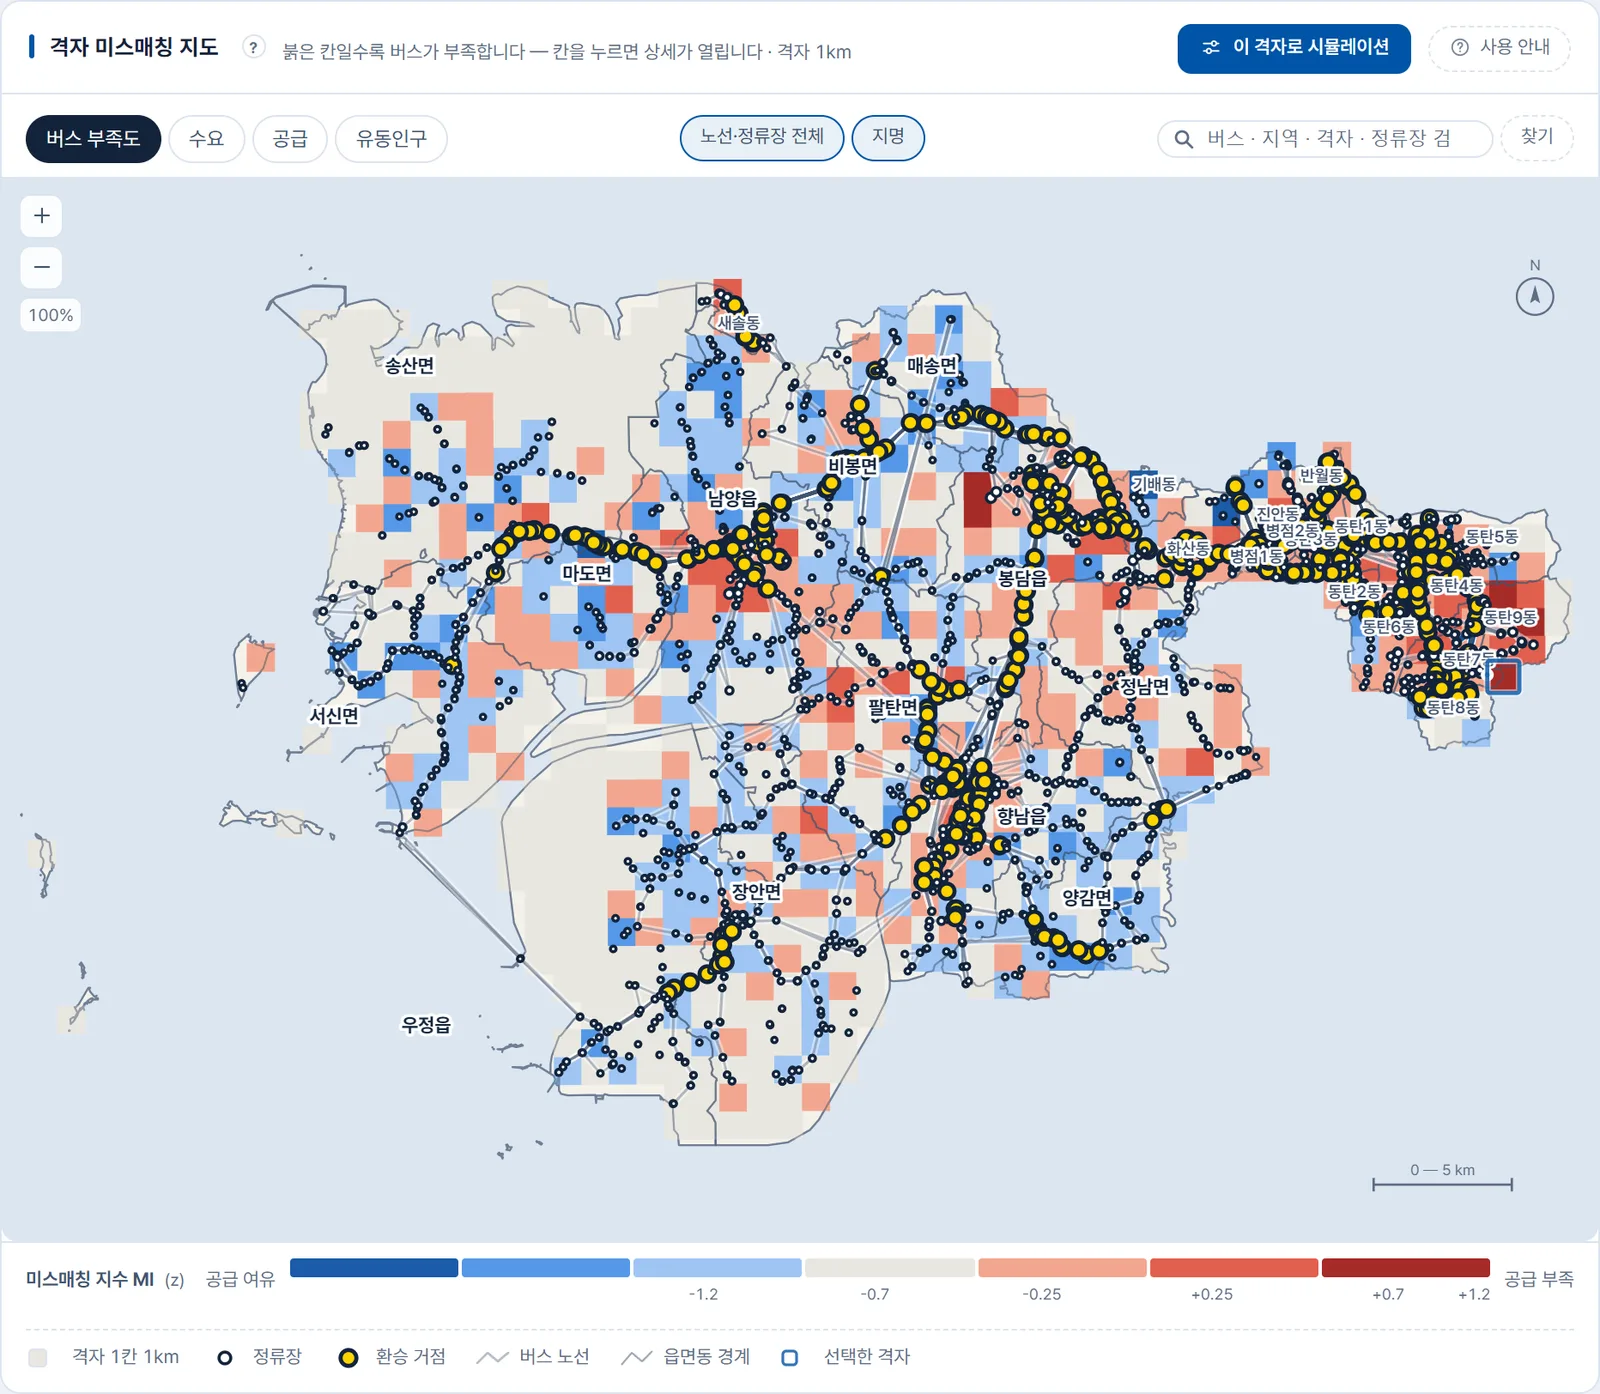 격자 미스매칭 지도
?
붉은 칸일수록 버스가 부족합니다 — 칸을 누르면 상세가 열립니다 · 격자 1km
이 격자로 시뮬레이션
사용 안내
버스 부족도
수요
공급
유동인구
노선·정류장 전체
지명
버스 · 지역 · 격자 · 정류장 검
찾기
+
−
100%
N
새솔동
송산면
매송면
비봉면
기배동
반월동
남양읍
진안동
동탄1동
병점2동
동탄5동
화산동
병점1동
마도면
봉담읍
동탄4동
동탄2동
동탄9동
동탄6동
동탄7동
정남면
서신면
팔탄면
동탄8동
향남읍
장안면
양감면
우정읍
0 — 5 km
미스매칭 지수 MI (z)
공급 여유
-1.2
-0.7
-0.25
+0.25
+0.7
+1.2
공급 부족
격자 1칸 1km
정류장
환승 거점
버스 노선
읍면동 경계
선택한 격자